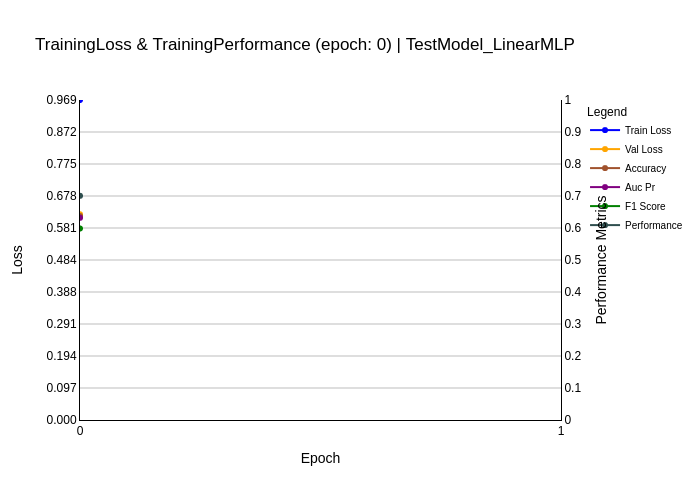 TrainingLoss & TrainingPerformance (epoch: 0) | TestModel_LinearMLP
0.969
0.872
0.775
0.678
0.581
0.484
0.388
0.291
0.194
0.097
0.000
Loss
0
1
Epoch
1
0.9
0.8
0.7
0.6
0.5
0.4
0.3
0.2
0.1
0
Performance Metrics
Legend
Train Loss
Val Loss
Accuracy
Auc Pr
F1 Score
Performance